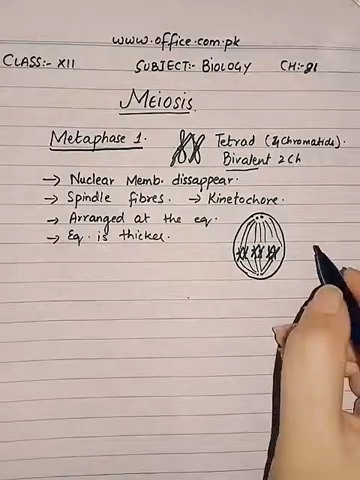 www.office.com.pk
CLASS:- XII SUBJECT:- BIOLOGY CH:- 21
MEIOSIS.
Metaphase 1. Tetrad (4 Chromatids).
Bivalent 2 Ch
→ Nuclear Memb. dissappear.
→ Spindle fibres. → Kinetochore.
→ Arranged at the eq.
→ Eq. is thicker.